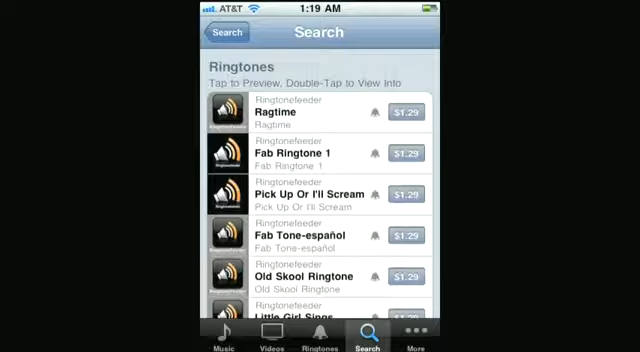 AT&T 1:19 AM
Search Search
Ringtones
Tap to Preview, Double-Tap to View Info
Ringtonefeeder
Ragtime $1.29
Ragtime
Ringtonefeeder
Fab Ringtone 1 $1.29
Fab Ringtone 1
Ringtonefeeder
Pick Up Or I'll Scream $1.29
Pick Up Or I'll Scream
Ringtonefeeder
Fab Tone-español $1.29
Fab Tone-español
Ringtonefeeder
Old Skool Ringtone $1.29
Old Skool Ringtone
Ringtonefeeder
Little Girl Sings $1.29
Music Videos Ringtones Search More